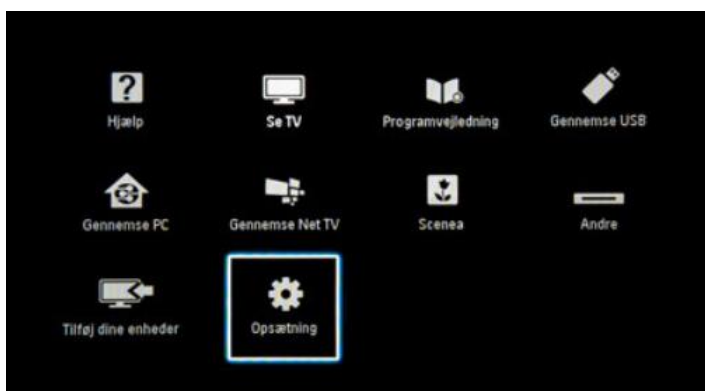 Hjælp
Se TV
Programvejledning
Gennemse USB
Gennemse PC
Gennemse Net TV
Scenea
Andre
Tilføj dine enheder
Opsætning